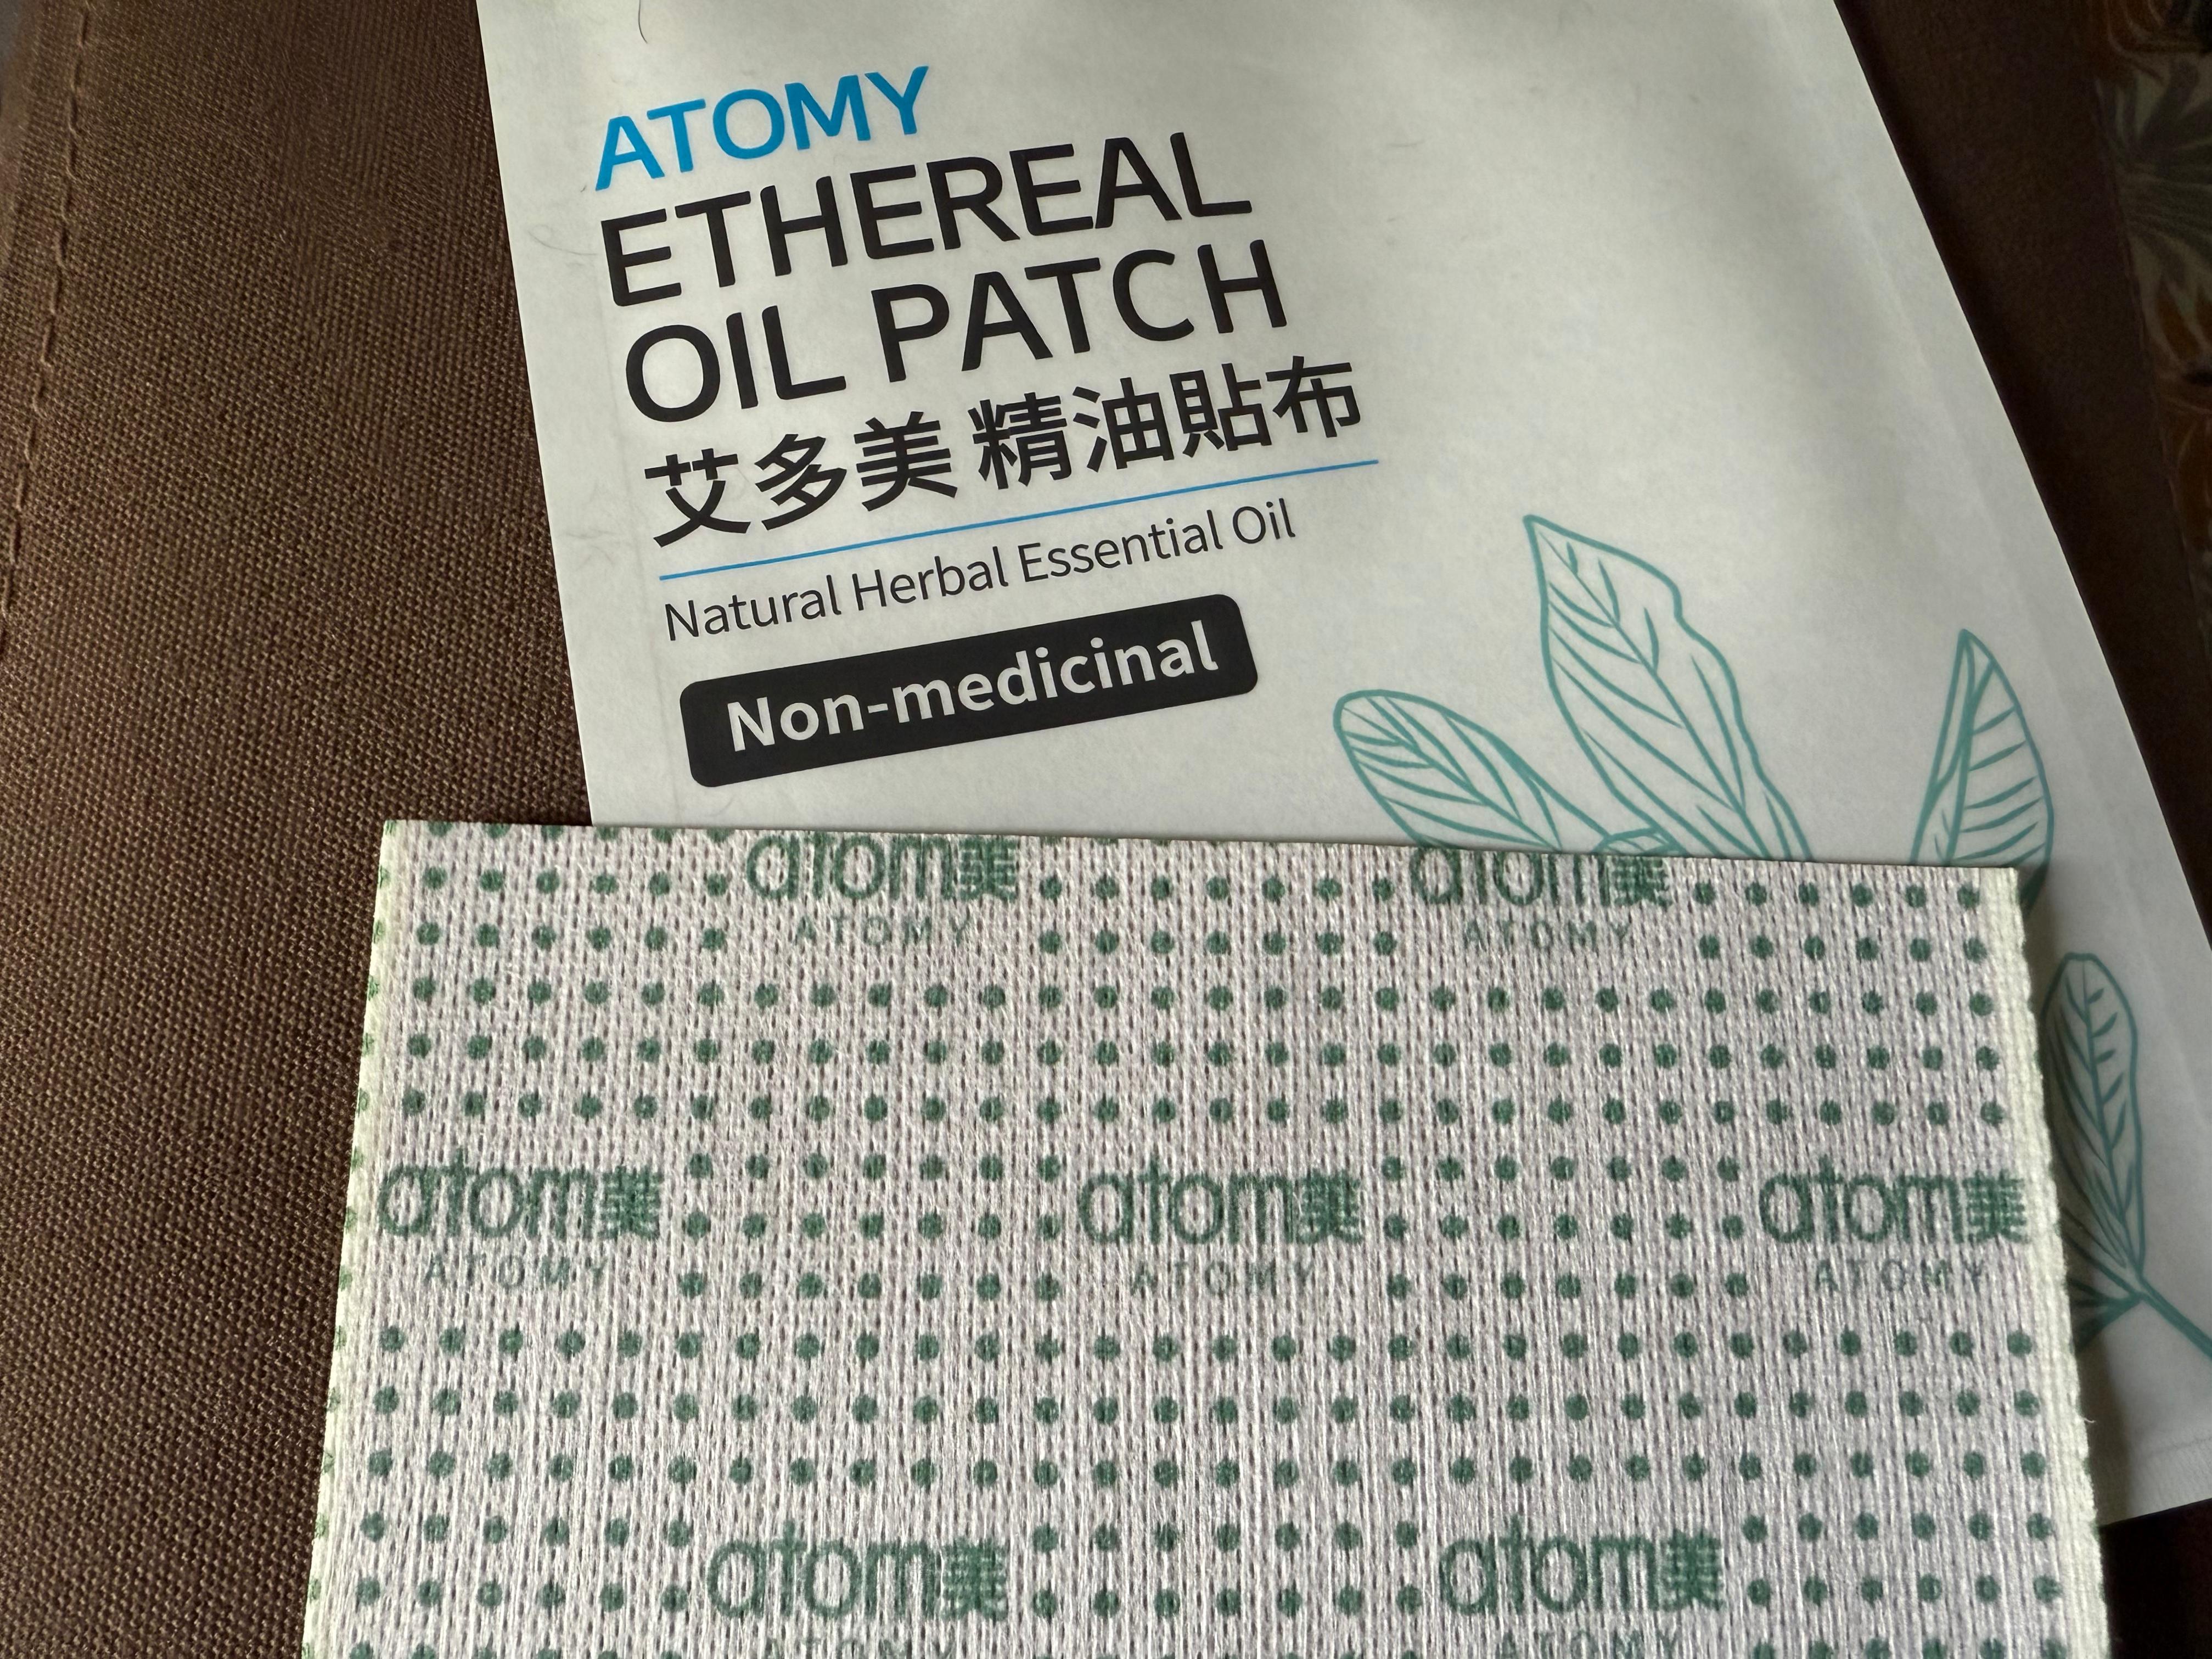 ATOMY
ETHEREAL
OIL PATCH
艾多美 精油貼布
Natural Herbal Essential Oil
Non-medicinal
atom美 atom美
ATOMY ATOMY
atom美 atom美 atom美
ATOMY ATOMY ATOMY
atom美 atom美
ATOMY ATOMY